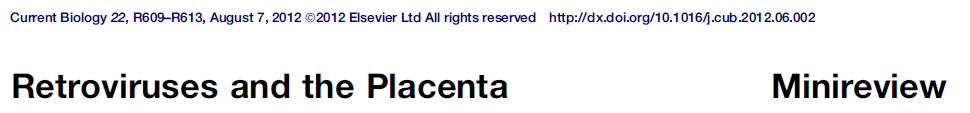 Current Biology 22, R609–R613, August 7, 2012 ©2012 Elsevier Ltd All rights reserved http://dx.doi.org/10.1016/j.cub.2012.06.002
Retroviruses and the Placenta Minireview